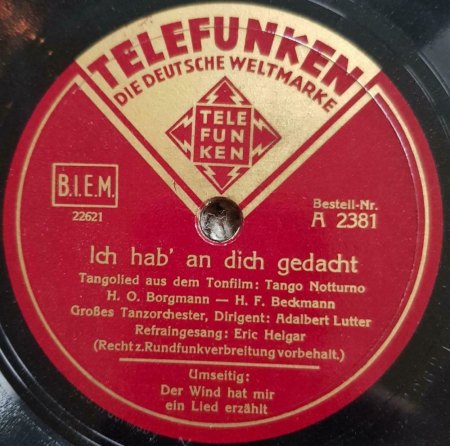 TELEFUNKEN
DIE DEUTSCHE WELTMARKE
TELE
FUN
KEN
B.I.E.M.
22621
Bestell-Nr.
A 2381
Ich hab' an dich gedacht
Tangolied aus dem Tonfilm: Tango Notturno
H. O. Borgmann — H. F. Beckmann
Großes Tanzorchester, Dirigent: Adalbert Lutter
Refraingesang: Eric Helgar
(Recht z. Rundfunkverbreitung vorbehalt.)
Umseitig:
Der Wind hat mir
ein Lied erzählt